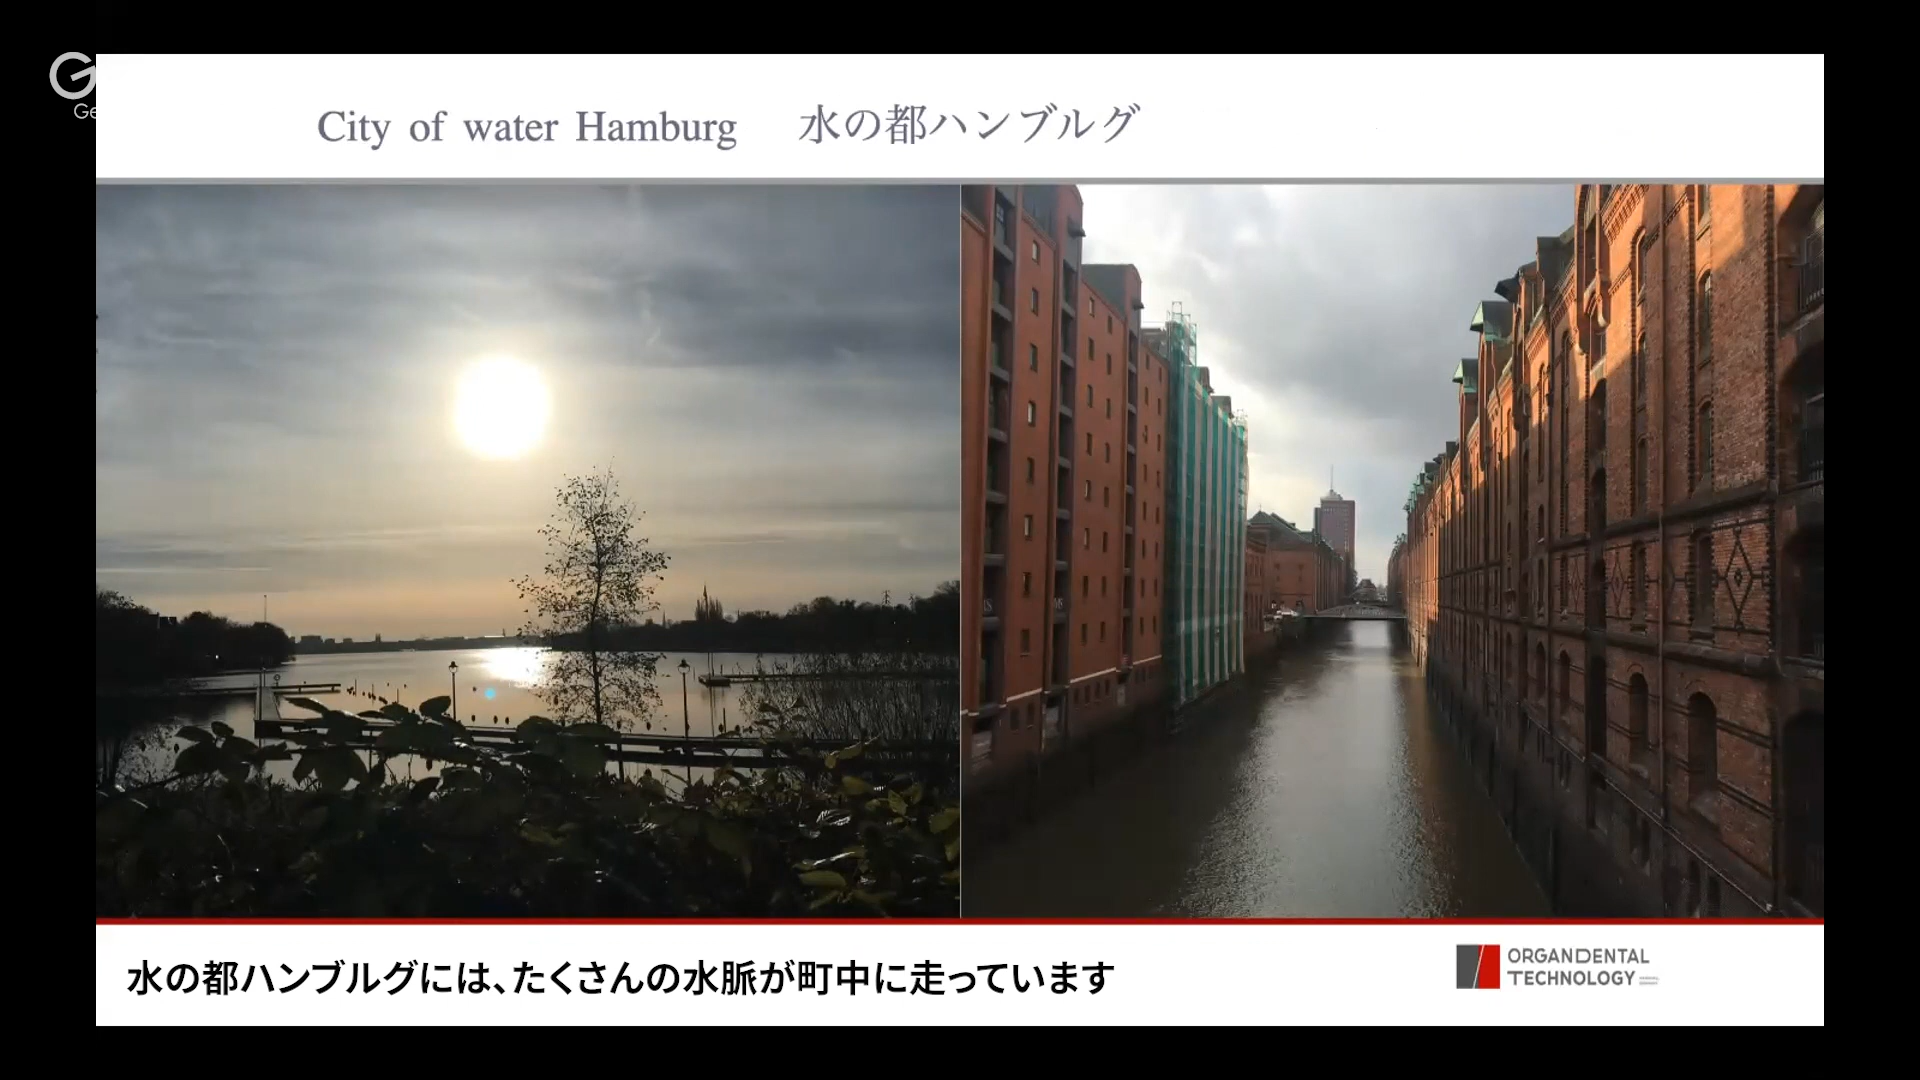 City of water Hamburg 水の都ハンブルグ
水の都ハンブルグには、たくさんの水脈が町中に走っています
ORGANDENTAL
TECHNOLOGY